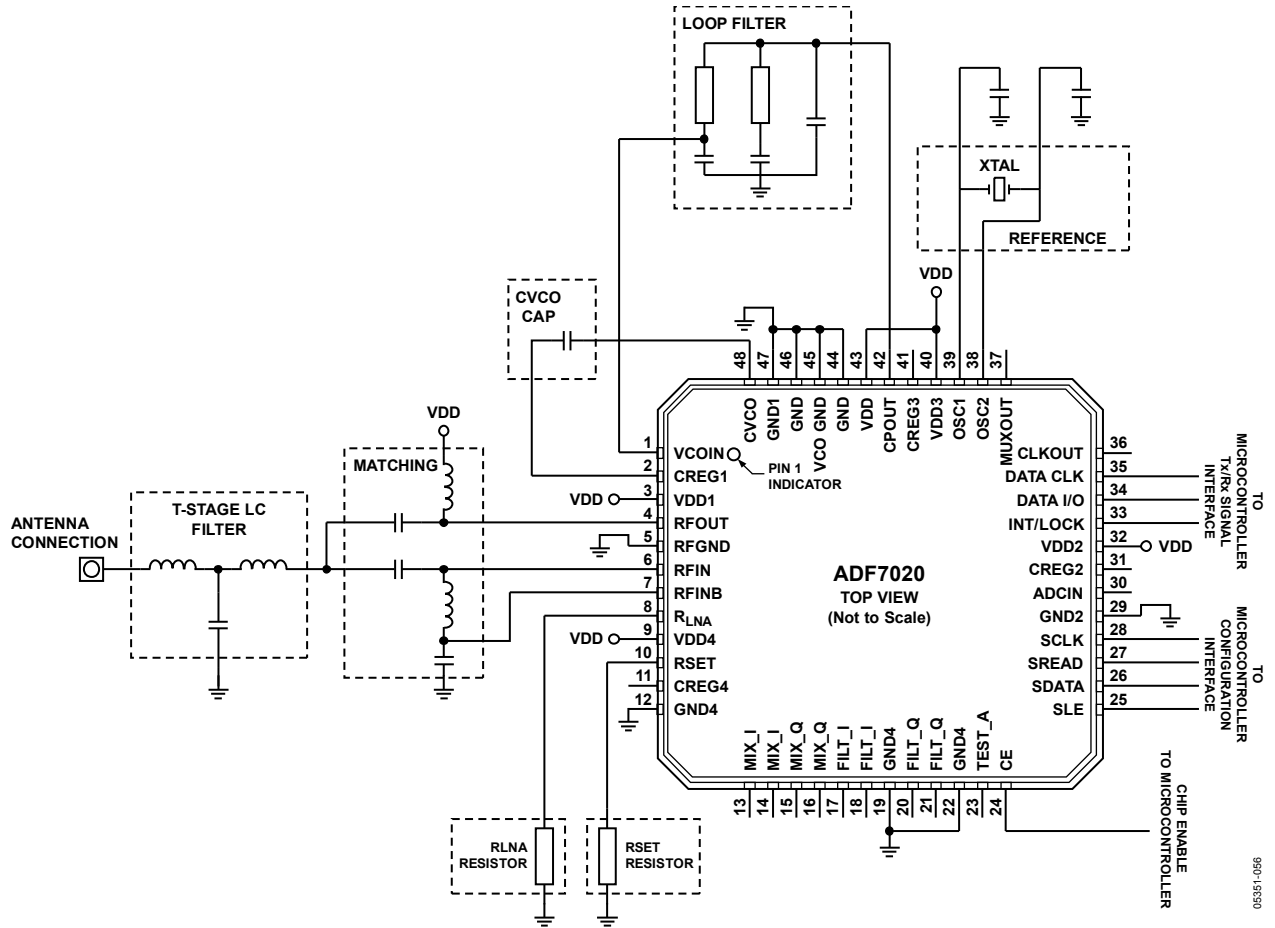 LOOP FILTER
XTAL
REFERENCE
VDD
CVCO
CAP
48
47
46
45
44
43
42
41
40
39
38
37
CVCO
GND1
GND
VCO GND
GND
VDD
CPOUT
CREG3
VDD3
OSC1
OSC2
MUXOUT
VDD
MATCHING
T-STAGE LC
FILTER
ANTENNA
CONNECTION
1 VCOIN
PIN 1
INDICATOR
2 CREG1
VDD 3 VDD1
4 RFOUT
5 RFGND
6 RFIN
7 RFINB
8 RLNA
VDD 9 VDD4
10 RSET
11 CREG4
12 GND4
ADF7020
TOP VIEW
(Not to Scale)
CLKOUT 36
DATA CLK 35
DATA I/O 34
INT/LOCK 33
VDD2 32 VDD
CREG2 31
ADCIN 30
GND2 29
SCLK 28
SREAD 27
SDATA 26
SLE 25
TO
MICROCONTROLLER
Tx/Rx SIGNAL
INTERFACE
TO
MICROCONTROLLER
CONFIGURATION
INTERFACE
MIX_I
MIX_I
MIX_Q
MIX_Q
FILT_I
FILT_I
GND4
FILT_Q
FILT_Q
GND4
TEST_A
CE
13
14
15
16
17
18
19
20
21
22
23
24
CHIP ENABLE
TO MICROCONTROLLER
RLNA
RESISTOR
RSET
RESISTOR
05351-056